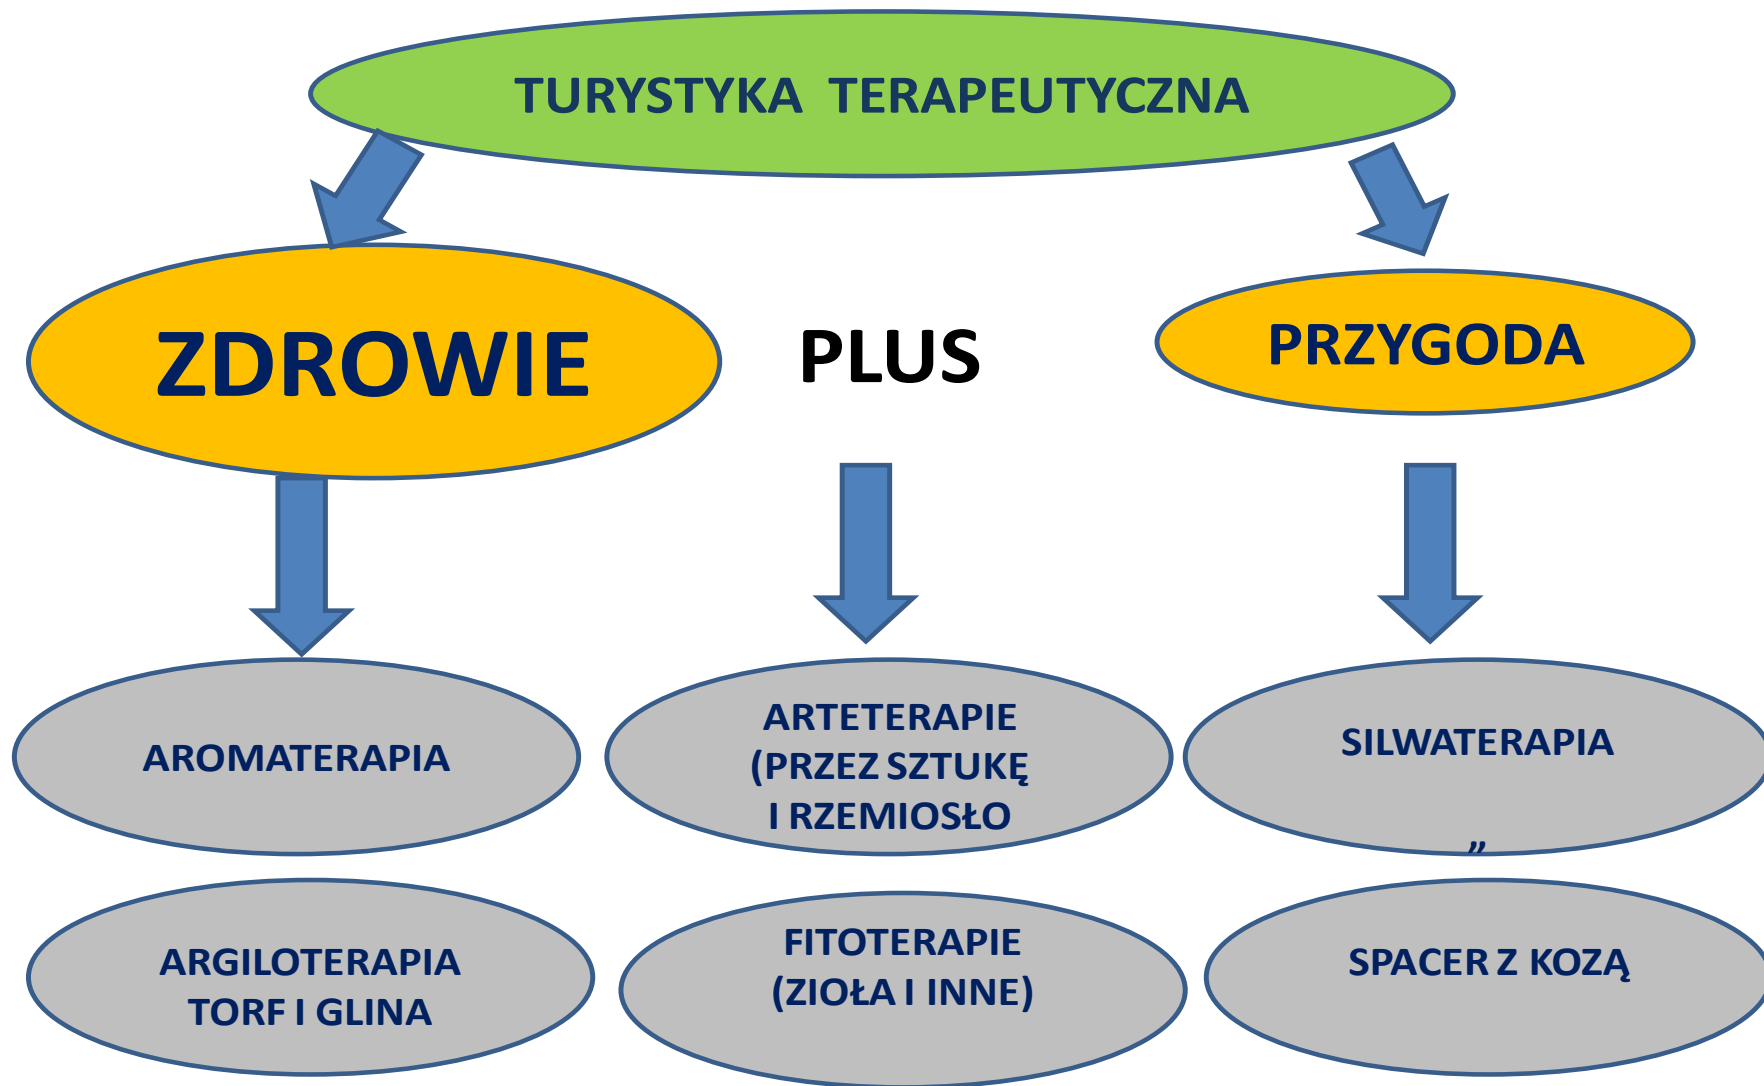 TURYSTYKA TERAPEUTYCZNA
ZDROWIE
PLUS
PRZYGODA
AROMATERAPIA
ARTETERAPIE
(PRZEZ SZTUKĘ
I RZEMIOSŁO
SILWATERAPIA
„
ARGILOTERAPIA
TORF I GLINA
FITOTERAPIE
(ZIOŁA I INNE)
SPACER Z KOZĄ